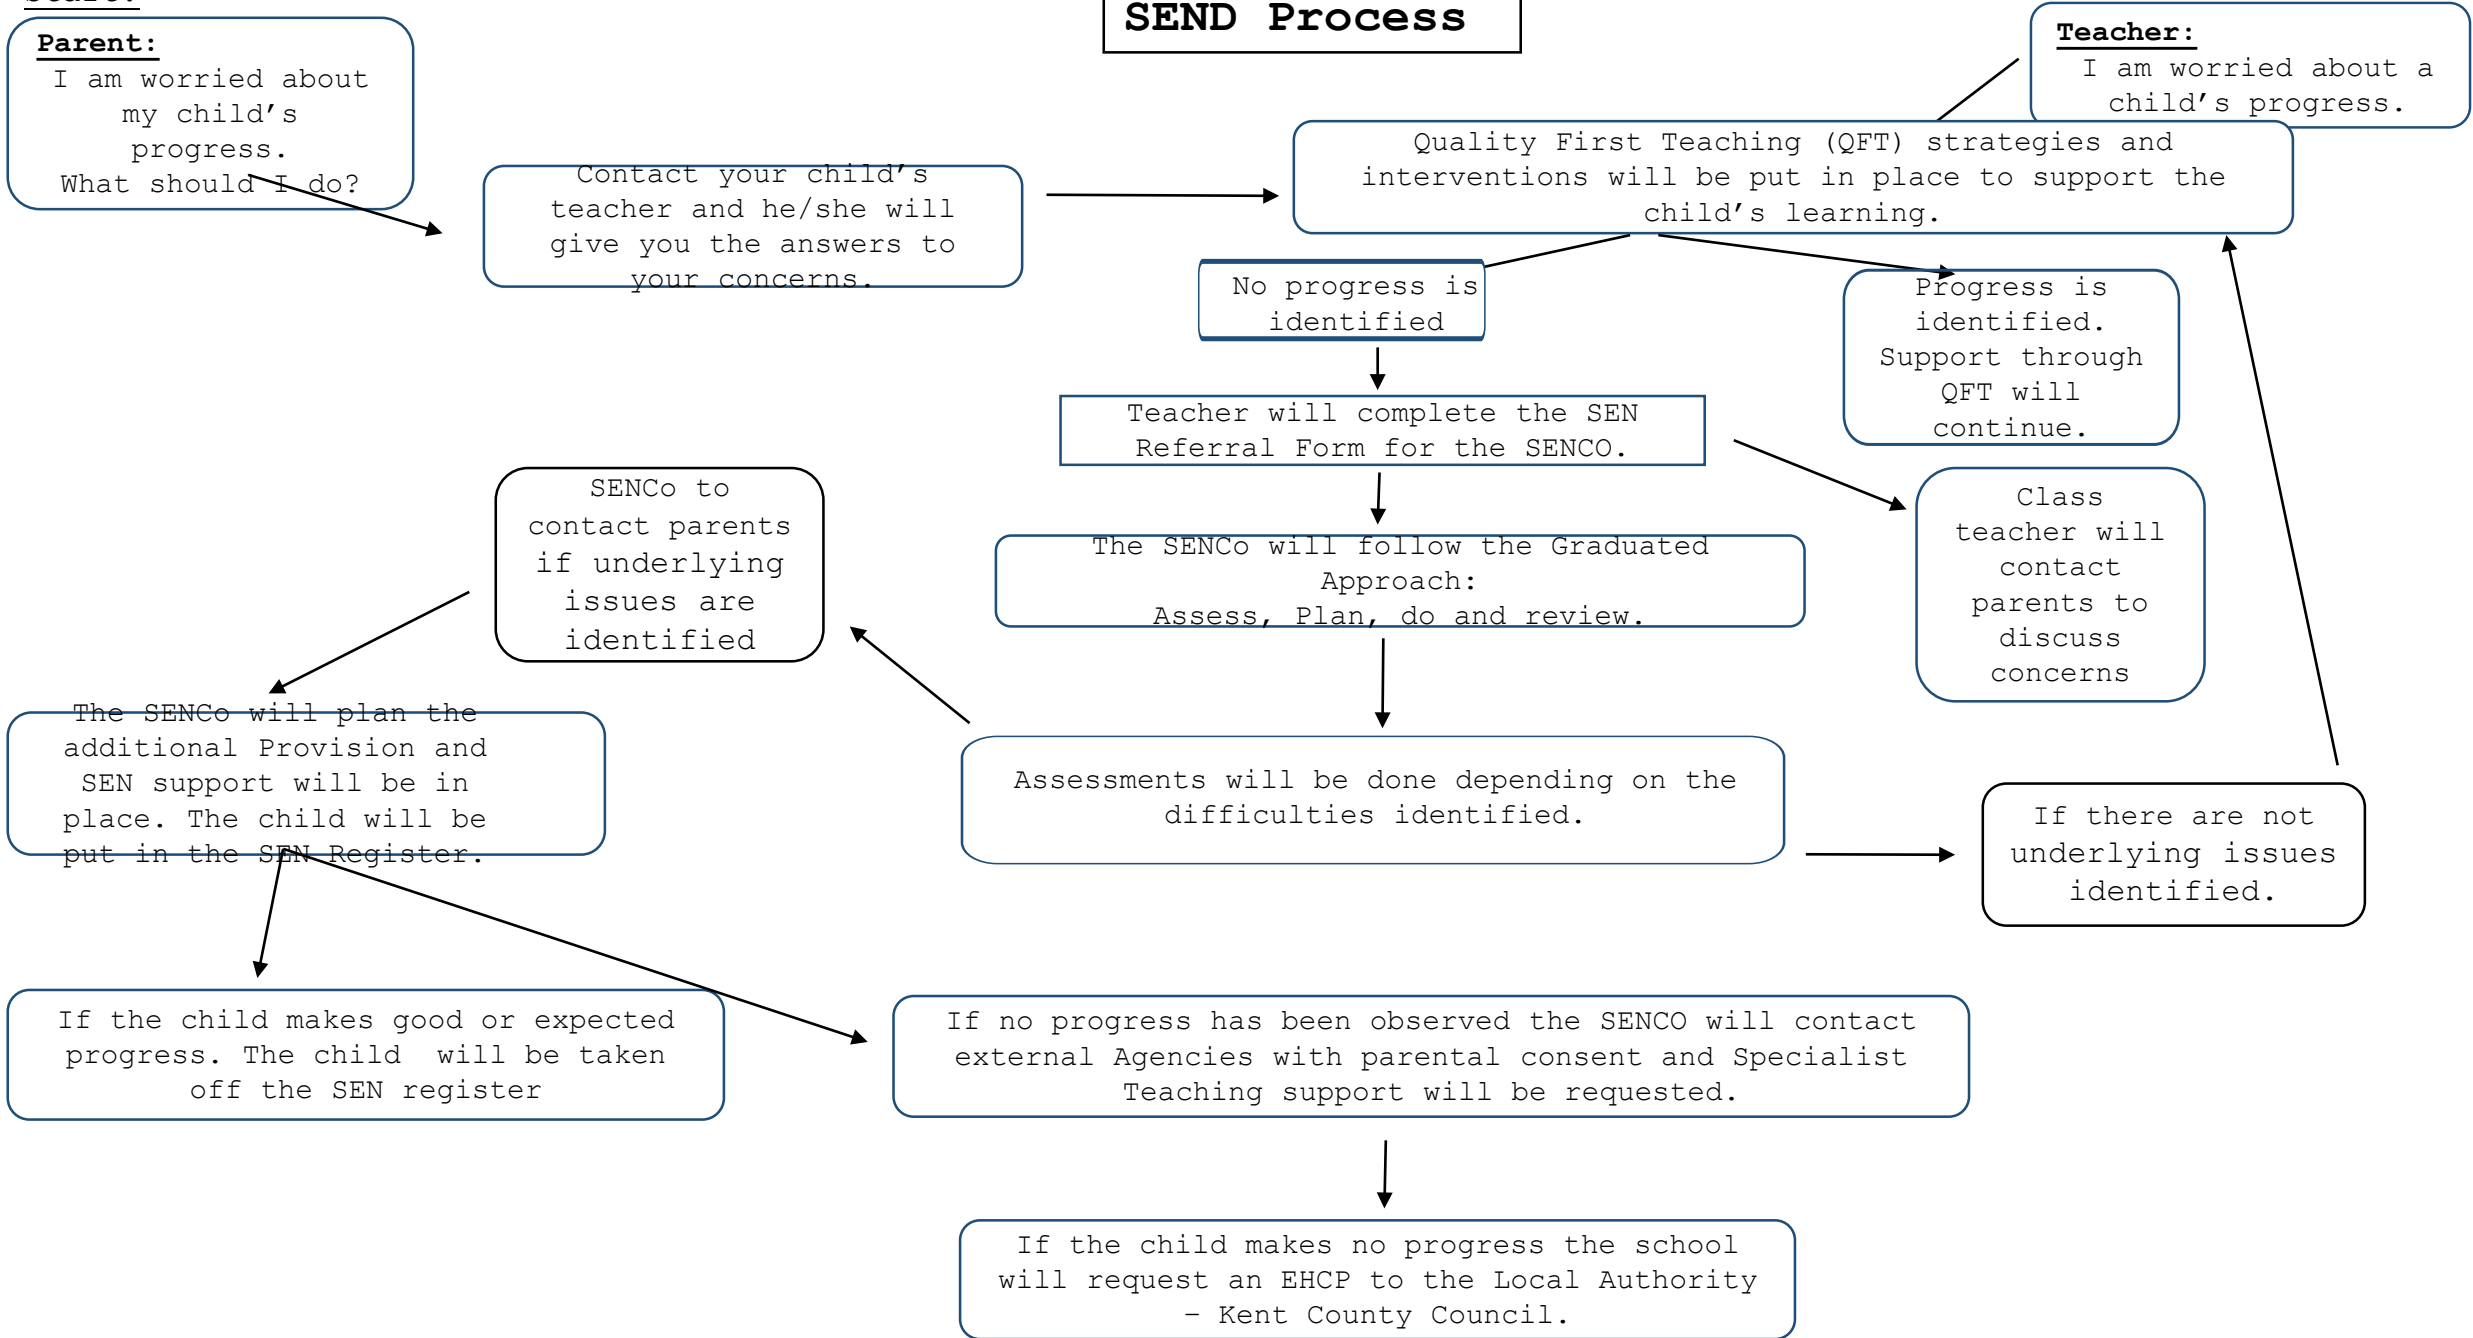 SEND Process
Parent:
I am worried about
my child's
progress.
What should I do?
Teacher:
I am worried about a
child's progress.
Contact your child's
teacher and he/she will
give you the answers to
your concerns.
Quality First Teaching (QFT) strategies and
interventions will be put in place to support the
child's learning.
No progress is
identified
Progress is
identified.
Support through
QFT will
continue.
Teacher will complete the SEN
Referral Form for the SENCO.
Class
teacher will
contact
parents to
discuss
concerns
The SENCo will follow the Graduated
Approach:
Assess, Plan, do and review.
SENCo to
contact parents
if underlying
issues are
identified
Assessments will be done depending on the
difficulties identified.
If there are not
underlying issues
identified.
The SENCo will plan the
additional Provision and
SEN support will be in
place. The child will be
put in the SEN Register.
If the child makes good or expected
progress. The child  will be taken
off the SEN register
If no progress has been observed the SENCO will contact
external Agencies with parental consent and Specialist
Teaching support will be requested.
If the child makes no progress the school
will request an EHCP to the Local Authority
– Kent County Council.